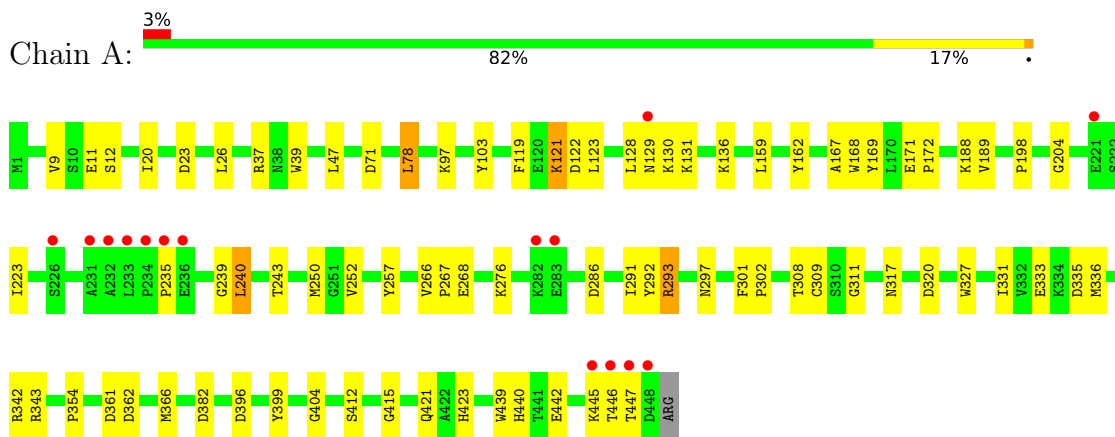 3%
Chain A:
82%
17%
•
M1 V9 S10 E11 S12 I20 D23 L26 R37 N38 W39 L47 D71 L78 K97 Y103 F119 E120 K121 D122 L123 L128 N129 K130 K131 K136 L159 Y162 A167 W168 Y169 L170 E171 P172 K188 V189 P198 G204 E221 S222
I223 S226 A231 A232 L233 P234 P235 E236 G239 L240 T243 M250 G251 V252 Y257 V266 P267 E268 K276 K282 E283 D286 I291 Y292 R293 N297 F301 P302 T308 C309 S310 G311 N317 D320 W327 I331 V332 E333 K334 D335 M336
R342 R343 P354 D361 D362 M366 D382 D396 Y399 G404 S412 G415 Q421 A422 H423 W439 H440 T441 E442 K445 T446 T447 D448 ARG